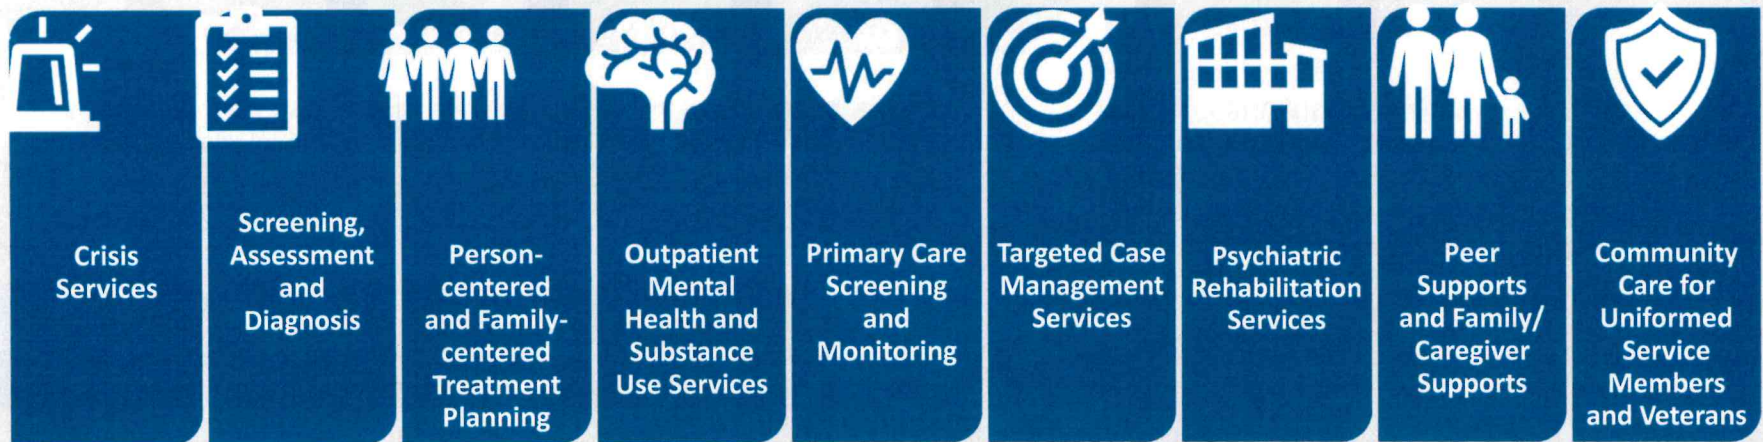 Crisis
Services
Screening,
Assessment
and
Diagnosis
Person-
centered
and Family-
centered
Treatment
Planning
Outpatient
Mental
Health and
Substance
Use Services
Primary Care
Screening
and
Monitoring
Targeted Case
Management
Services
Psychiatric
Rehabilitation
Services
Peer
Supports
and Family/
Caregiver
Supports
Community
Care for
Uniformed
Service
Members
and Veterans